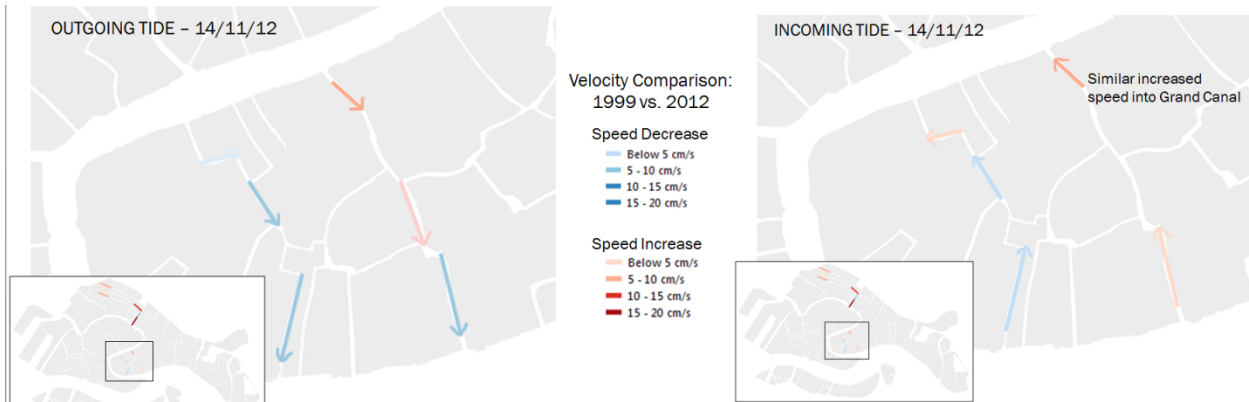 OUTGOING TIDE – 14/11/12
Velocity Comparison:
1999 vs. 2012
Speed Decrease
Below 5 cm/s
5 - 10 cm/s
10 - 15 cm/s
15 - 20 cm/s
Speed Increase
Below 5 cm/s
5 - 10 cm/s
10 - 15 cm/s
15 - 20 cm/s
INCOMING TIDE – 14/11/12
Similar increased
speed into Grand Canal